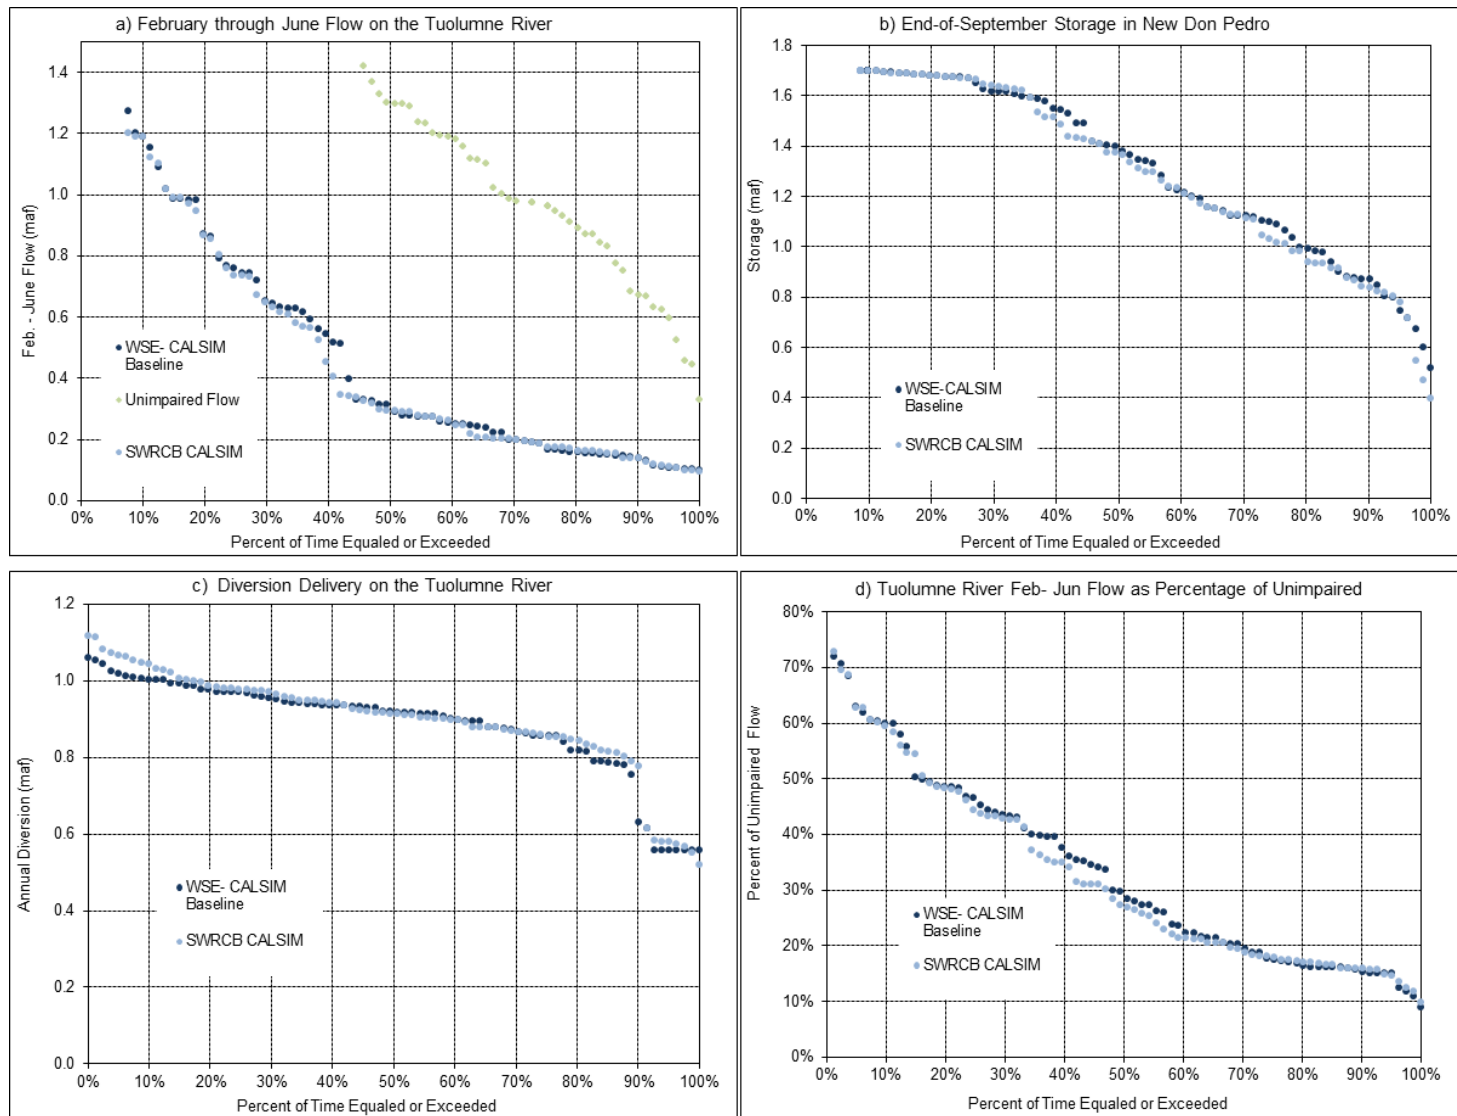 a) February through June Flow on the Tuolumne River
Feb. - June Flow (maf)
1.4
1.2
1.0
0.8
0.6
0.4
0.2
0.0
WSE- CALSIM
Baseline
Unimpaired Flow
SWRCB CALSIM
0% 10% 20% 30% 40% 50% 60% 70% 80% 90% 100%
Percent of Time Equaled or Exceeded
b) End-of-September Storage in New Don Pedro
Storage (maf)
1.8
1.6
1.4
1.2
1.0
0.8
0.6
0.4
0.2
0.0
WSE-CALSIM
Baseline
SWRCB CALSIM
0% 10% 20% 30% 40% 50% 60% 70% 80% 90% 100%
Percent of Time Equaled or Exceeded
c) Diversion Delivery on the Tuolumne River
Annual Diversion (maf)
1.2
1.0
0.8
0.6
0.4
0.2
0.0
WSE- CALSIM
Baseline
SWRCB CALSIM
0% 10% 20% 30% 40% 50% 60% 70% 80% 90% 100%
Percent of Time Equaled or Exceeded
d) Tuolumne River Feb- Jun Flow as Percentage of Unimpaired
Percent of Unimpaired Flow
80%
70%
60%
50%
40%
30%
20%
10%
0%
WSE- CALSIM
Baseline
SWRCB CALSIM
0% 10% 20% 30% 40% 50% 60% 70% 80% 90% 100%
Percent of Time Equaled or Exceeded